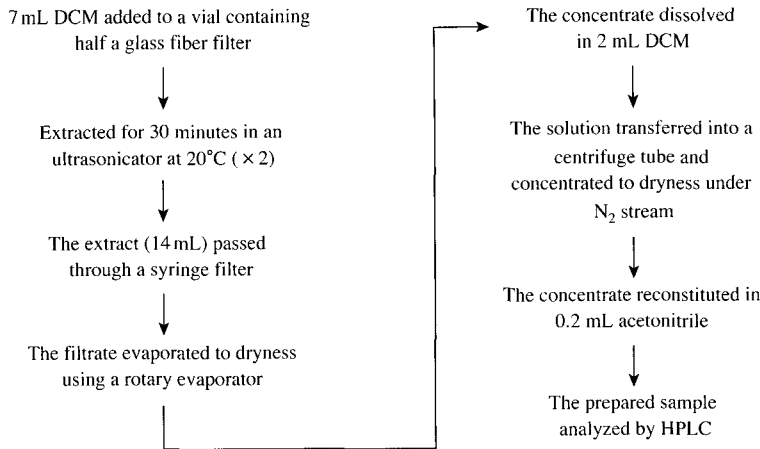 7 mL DCM added to a vial containing
half a glass fiber filter
Extracted for 30 minutes in an
ultrasonicator at 20°C ( × 2)
The extract (14 mL) passed
through a syringe filter
The filtrate evaporated to dryness
using a rotary evaporator
The concentrate dissolved
in 2 mL DCM
The solution transferred into a
centrifuge tube and
concentrated to dryness under
N₂ stream
The concentrate reconstituted in
0.2 mL acetonitrile
The prepared sample
analyzed by HPLC